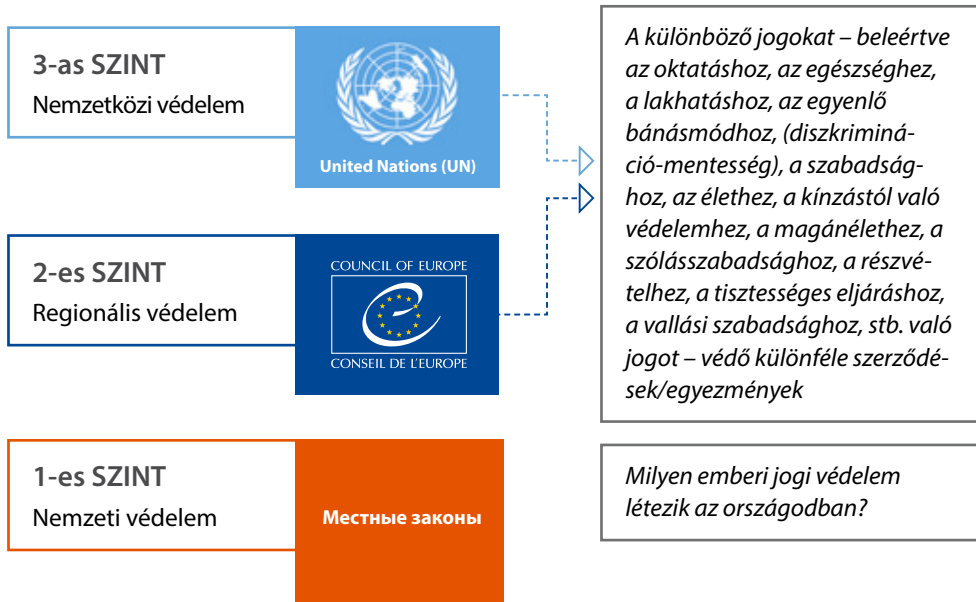 3-as SZINT
Nemzetközi védelem
United Nations (UN)
A különböző jogokat – beleértve
az oktatáshoz, az egészséghez,
a lakhatáshoz, az egyenlő
bánásmódhoz, (diszkriminá-
ció-mentesség), a szabadság-
hoz, az élethez, a kínzástól való
védelemhez, a magánélethez, a
szólásszabadsághoz, a részvé-
telhez, a tisztességes eljáráshoz,
a vallási szabadsághoz, stb. való
jogot – védő különféle szerződé-
sek/egyezmények
2-es SZINT
Regionális védelem
COUNCIL OF EUROPE
CONSEIL DE L'EUROPE
1-es SZINT
Nemzeti védelem
Местные законы
Milyen emberi jogi védelem
létezik az országodban?